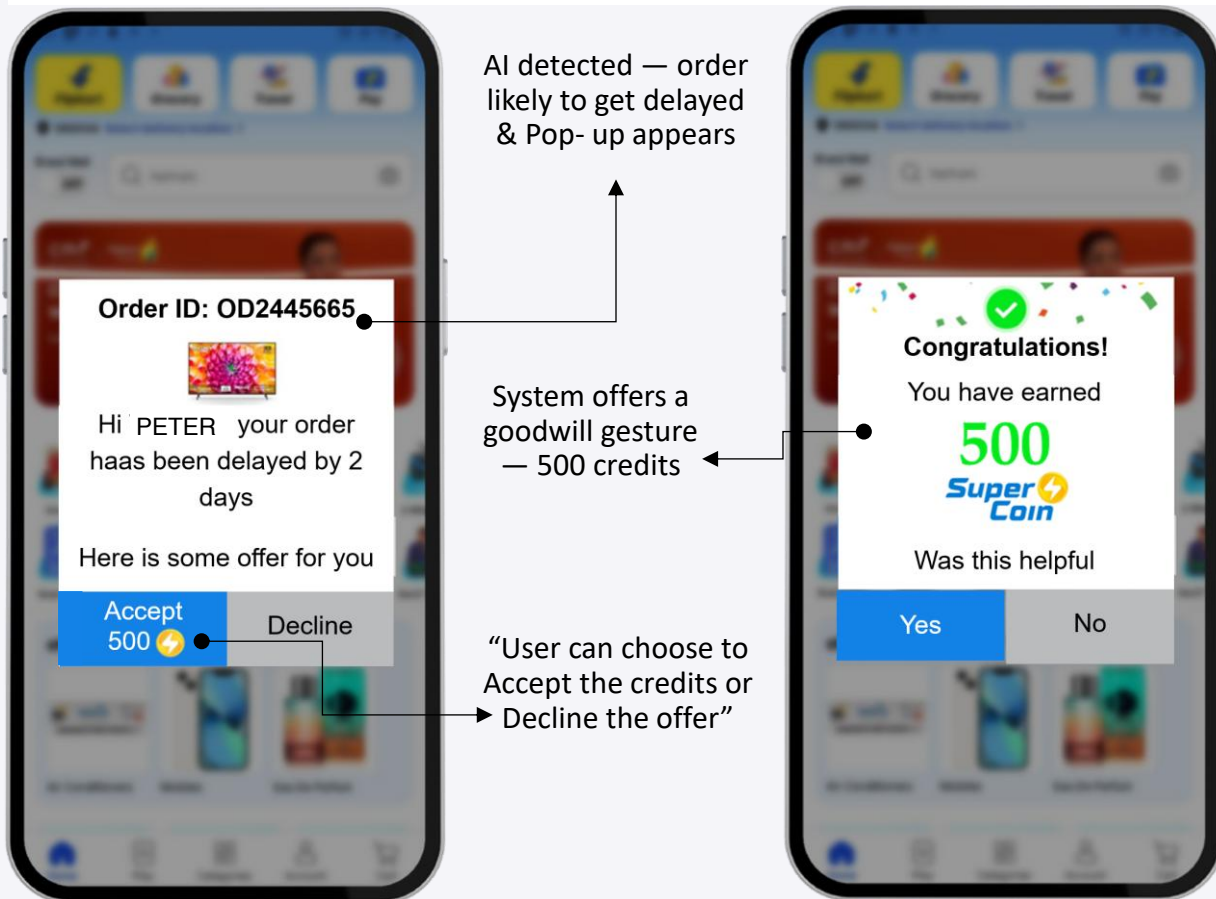 Order ID: OD2445665
Hi PETER your order
haas been delayed by 2
days
Here is some offer for you
Accept
500
Decline
AI detected — order
likely to get delayed
& Pop- up appears
System offers a
goodwill gesture
— 500 credits
“User can choose to
Accept the credits or
Decline the offer”
Congratulations!
You have earned
500
Super
Coin
Was this helpful
Yes
No